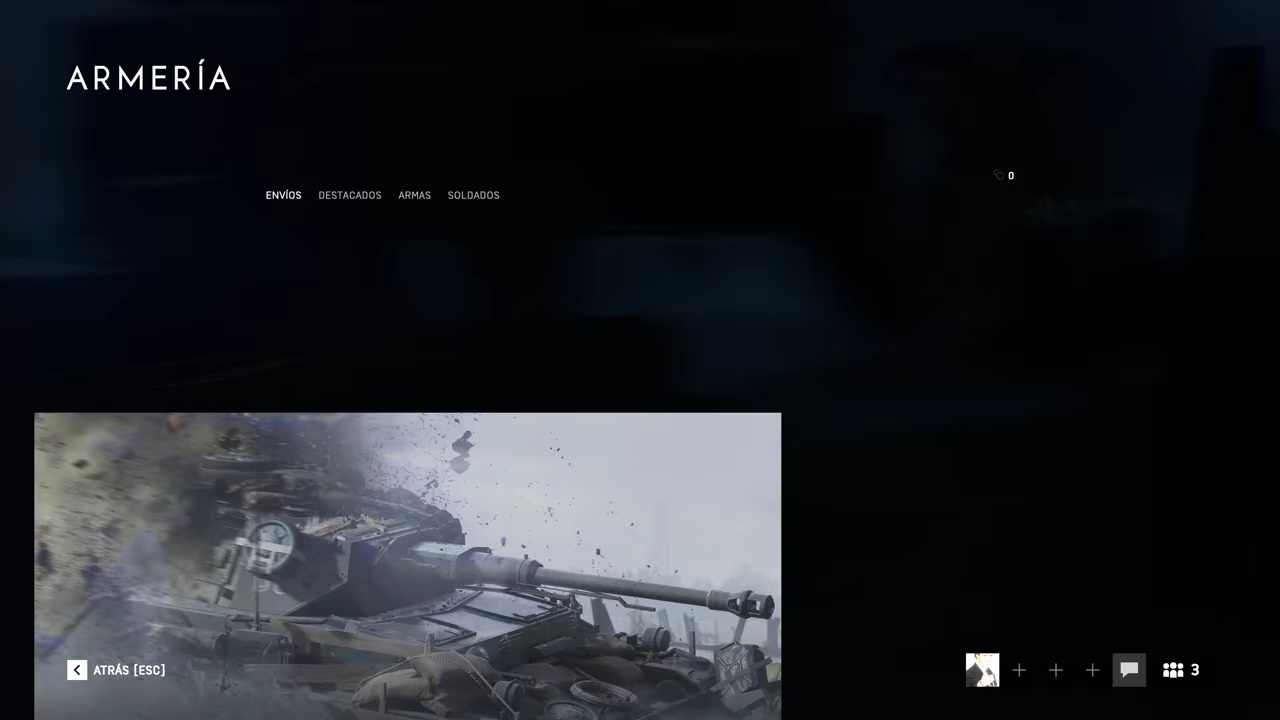 ARMERÍA
0
ENVÍOS DESTACADOS ARMAS SOLDADOS
ATRÁS [ESC]
3